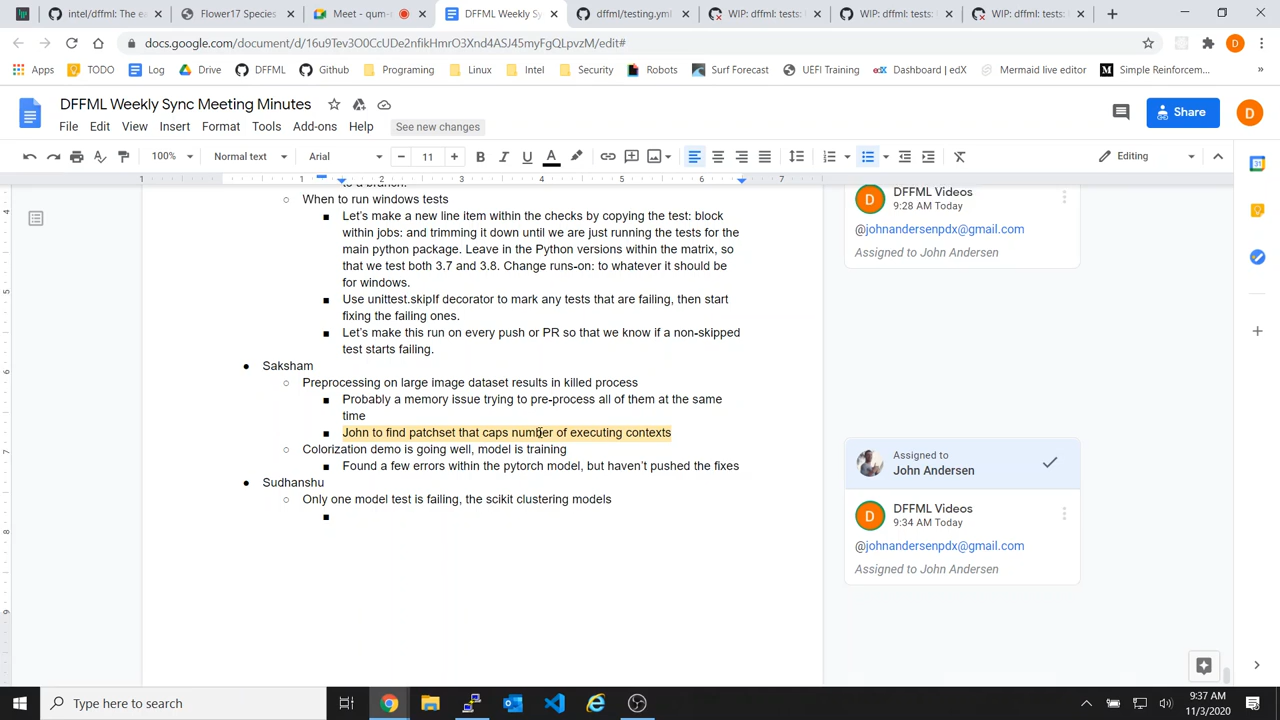 intel/dffml: The e
Flower17 Species
Meet - qum-t
DFFML Weekly Sy
dffml/testing.yml
WIP: dffml: tests:
WIP: dffml: tests:
WIP: dffml: tests:
docs.google.com/document/d/16u9Tev3O0CcUDe2nfikHmrO3Xnd4ASJ45myFgQLpvzM/edit#
Apps TODO Log Drive DFFML Github Programing Linux Intel Security Robots Surf Forecast UEFI Training Dashboard | edX Mermaid live editor Simple Reinforcem...
DFFML Weekly Sync Meeting Minutes
File Edit View Insert Format Tools Add-ons Help See new changes
Share
D
100% Normal text Arial 11 Editing
1 1 2 3 4 5 6 7
to a branch.
When to run windows tests
Let's make a new line item within the checks by copying the test: block
within jobs: and trimming it down until we are just running the tests for the
main python package. Leave in the Python versions within the matrix, so
that we test both 3.7 and 3.8. Change runs-on: to whatever it should be
for windows.
Use unittest.skipIf decorator to mark any tests that are failing, then start
fixing the failing ones.
Let's make this run on every push or PR so that we know if a non-skipped
test starts failing.
Saksham
Preprocessing on large image dataset results in killed process
Probably a memory issue trying to pre-process all of them at the same
time
John to find patchset that caps number of executing contexts
Colorization demo is going well, model is training
Found a few errors within the pytorch model, but haven't pushed the fixes
Sudhanshu
Only one model test is failing, the scikit clustering models
D
DFFML Videos
9:28 AM Today
@johnandersenpdx@gmail.com
Assigned to John Andersen
Assigned to
John Andersen
D
DFFML Videos
9:34 AM Today
@johnandersenpdx@gmail.com
Assigned to John Andersen
Type here to search
9:37 AM
11/3/2020